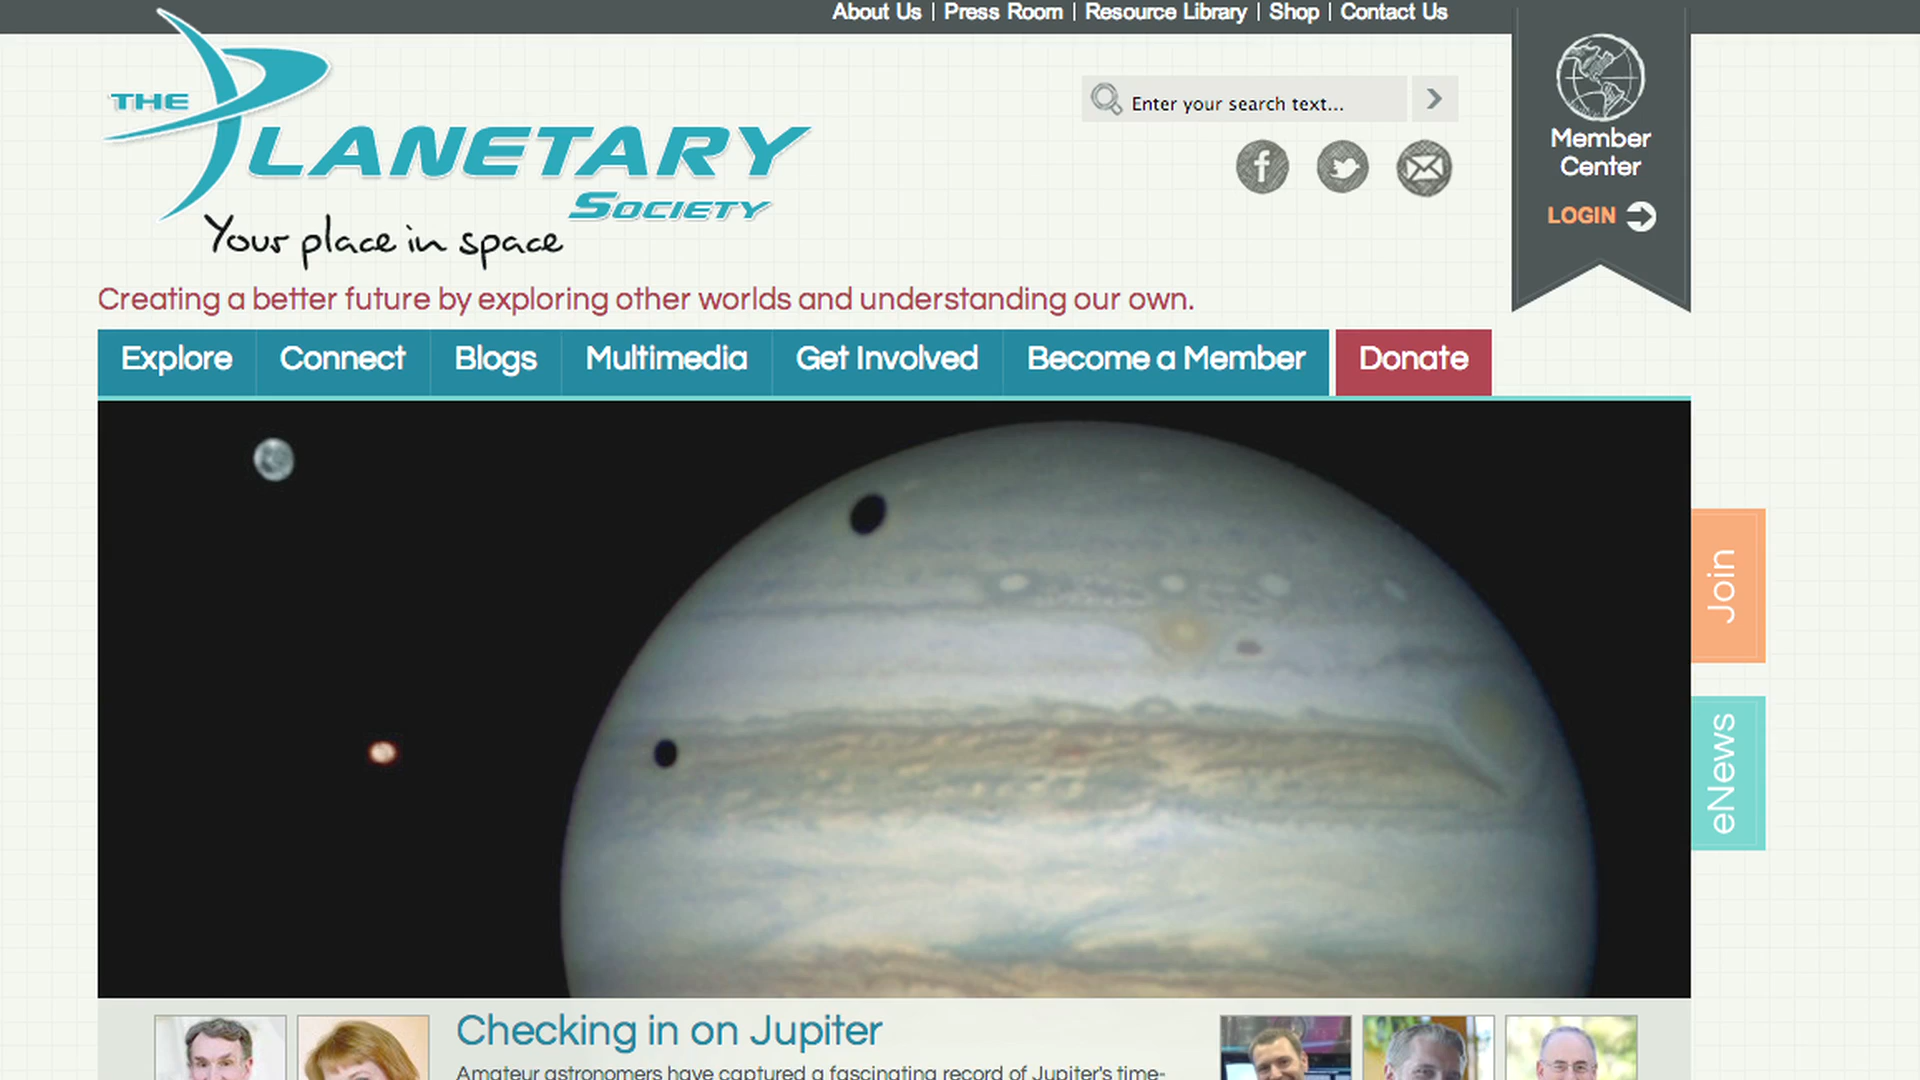 About Us | Press Room | Resource Library | Shop | Contact Us
THE PLANETARY
SOCIETY
Your place in space
Enter your search text...
Member
Center
LOGIN
Creating a better future by exploring other worlds and understanding our own.
Explore Connect Blogs Multimedia Get Involved Become a Member Donate
Join
eNews
Checking in on Jupiter
Amateur astronomers have captured a fascinating record of Jupiter's time-